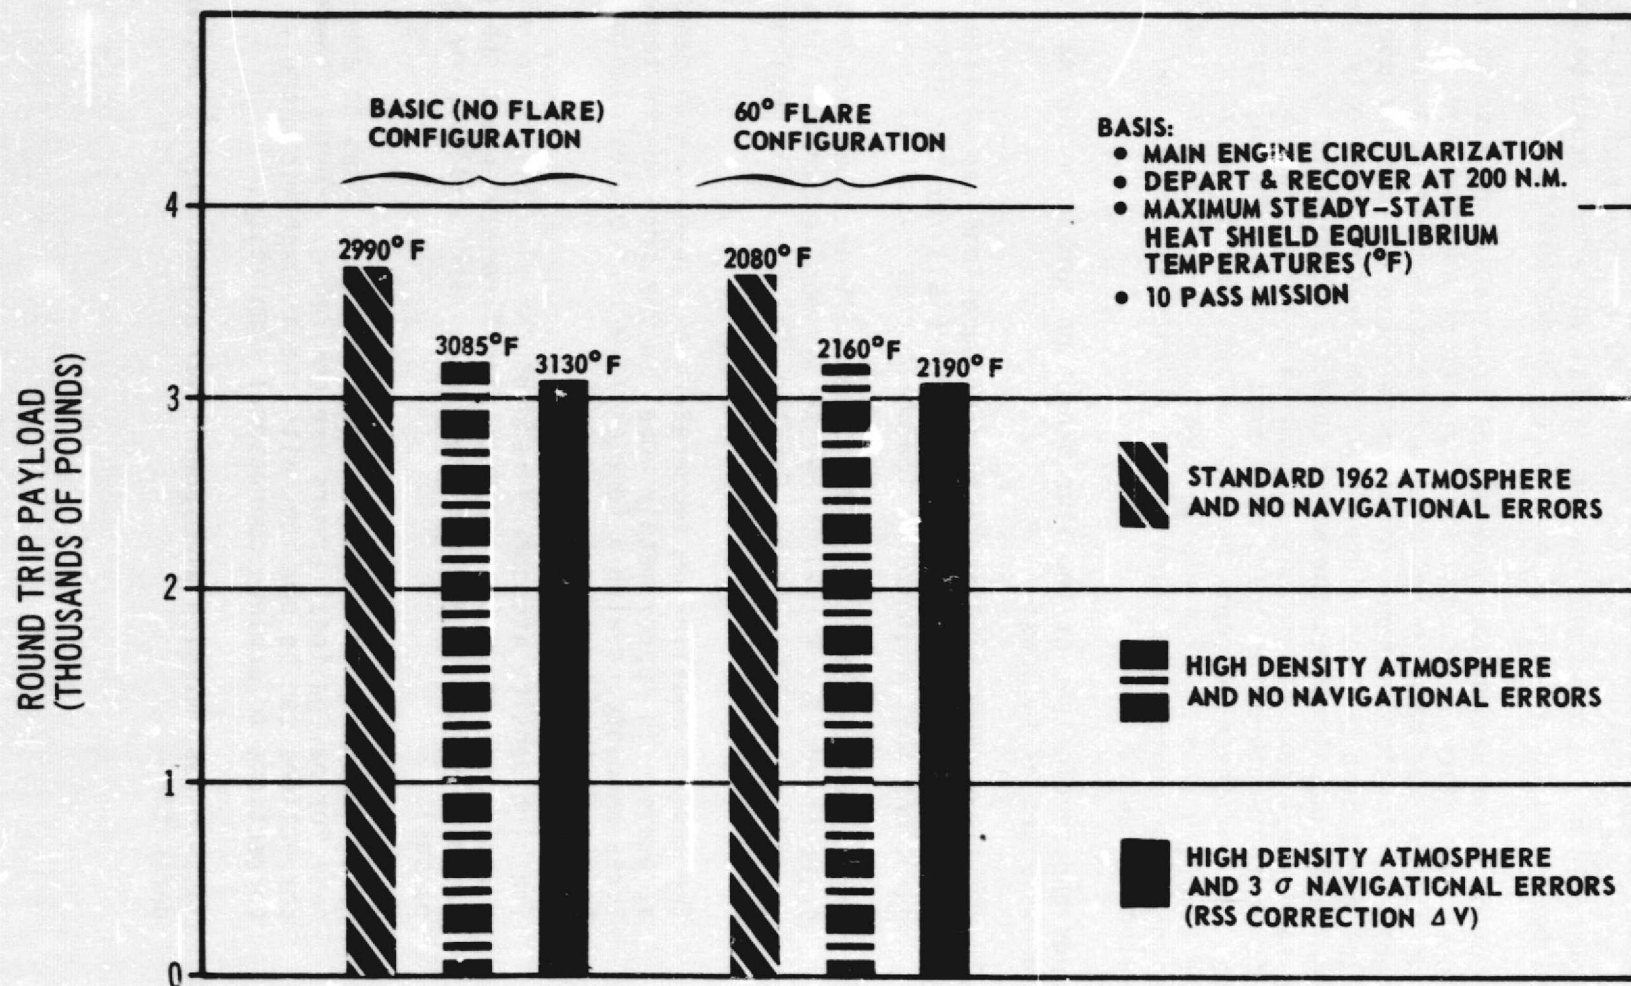 BASIC (NO FLARE)
CONFIGURATION
60° FLARE
CONFIGURATION
BASIS:
• MAIN ENGINE CIRCULARIZATION
• DEPART & RECOVER AT 200 N.M.
• MAXIMUM STEADY-STATE
HEAT SHIELD EQUILIBRIUM
TEMPERATURES (°F)
• 10 PASS MISSION
ROUND TRIP PAYLOAD
(THOUSANDS OF POUNDS)
4
3
2
1
0
2990° F
3085°F
3130° F
2080° F
2160°F
2190° F
STANDARD 1962 ATMOSPHERE
AND NO NAVIGATIONAL ERRORS
HIGH DENSITY ATMOSPHERE
AND NO NAVIGATIONAL ERRORS
HIGH DENSITY ATMOSPHERE
AND 3 σ NAVIGATIONAL ERRORS
(RSS CORRECTION Δ V)